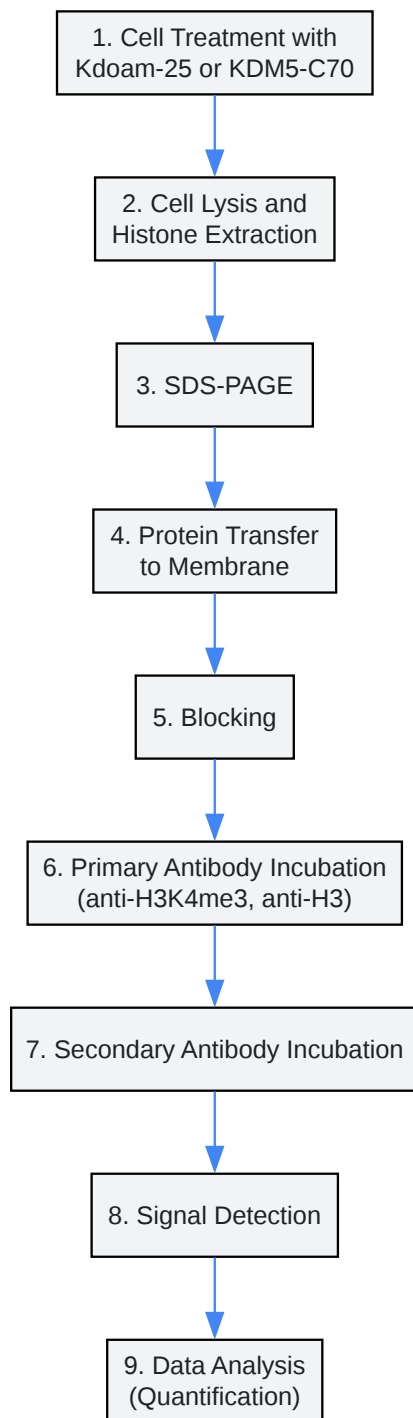 1. Cell Treatment with
Kdoam-25 or KDM5-C70
2. Cell Lysis and
Histone Extraction
3. SDS-PAGE
4. Protein Transfer
to Membrane
5. Blocking
6. Primary Antibody Incubation
(anti-H3K4me3, anti-H3)
7. Secondary Antibody Incubation
8. Signal Detection
9. Data Analysis
(Quantification)